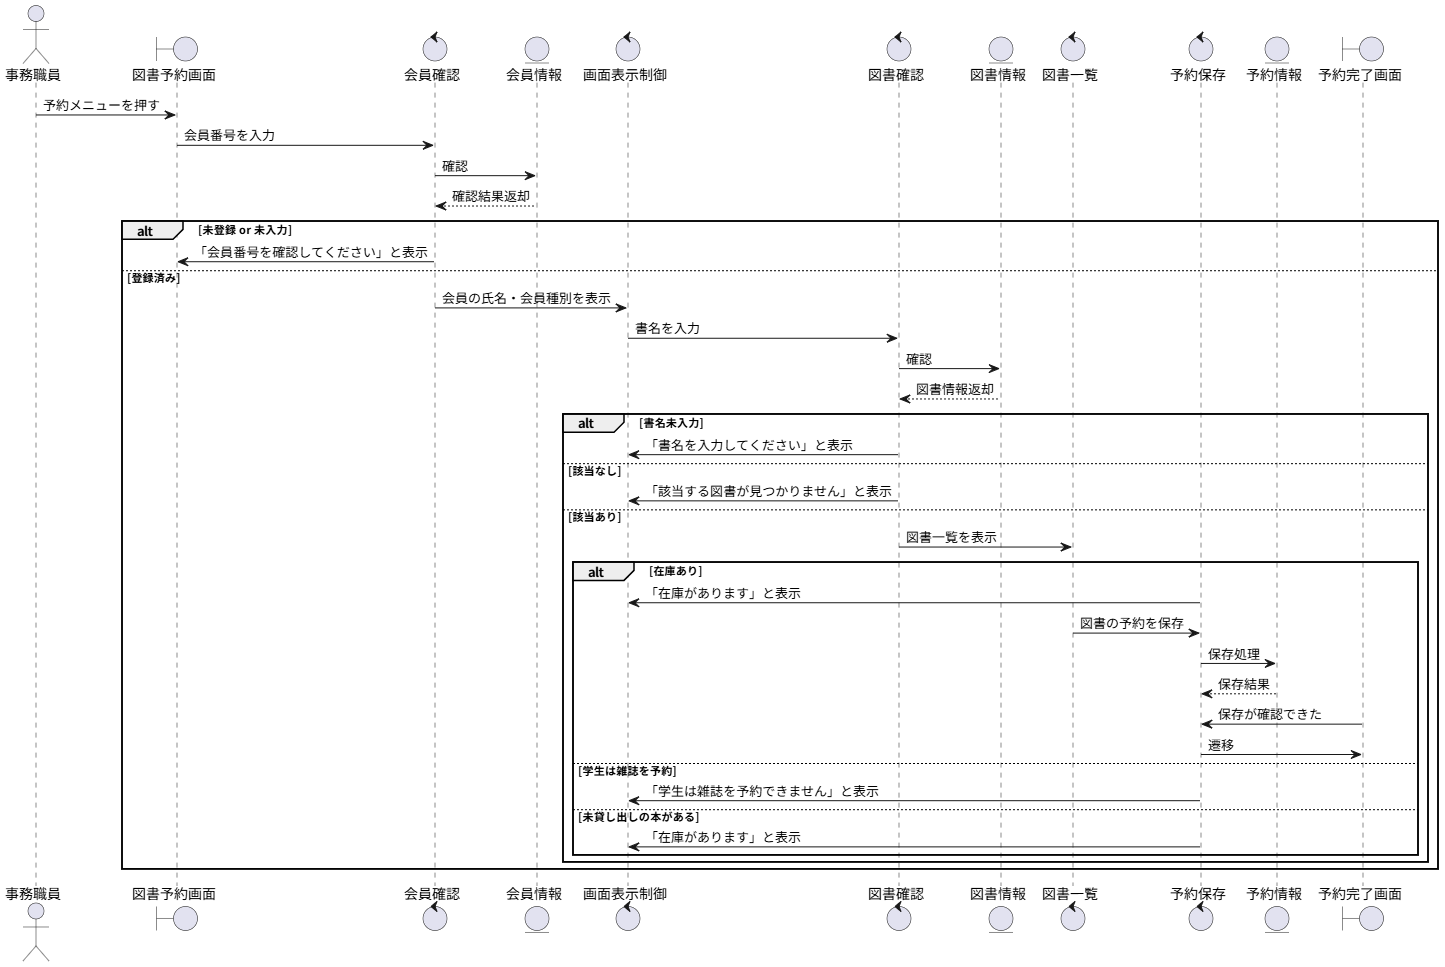 事務職員
図書予約画面
会員確認
会員情報
画面表示制御
図書確認
図書情報
図書一覧
予約保存
予約情報
予約完了画面
予約メニューを押す
会員番号を入力
確認
確認結果返却
alt [未登録 or 未入力]
「会員番号を確認してください」と表示
[登録済み]
会員の氏名・会員種別を表示
書名を入力
確認
図書情報返却
alt [書名未入力]
「書名を入力してください」と表示
[該当なし]
「該当する図書が見つかりません」と表示
[該当あり]
図書一覧を表示
alt [在庫あり]
「在庫があります」と表示
図書の予約を保存
保存処理
保存結果
保存が確認できた
遷移
[学生は雑誌を予約]
「学生は雑誌を予約できません」と表示
[未貸し出しの本がある]
「在庫があります」と表示
事務職員
図書予約画面
会員確認
会員情報
画面表示制御
図書確認
図書情報
図書一覧
予約保存
予約情報
予約完了画面